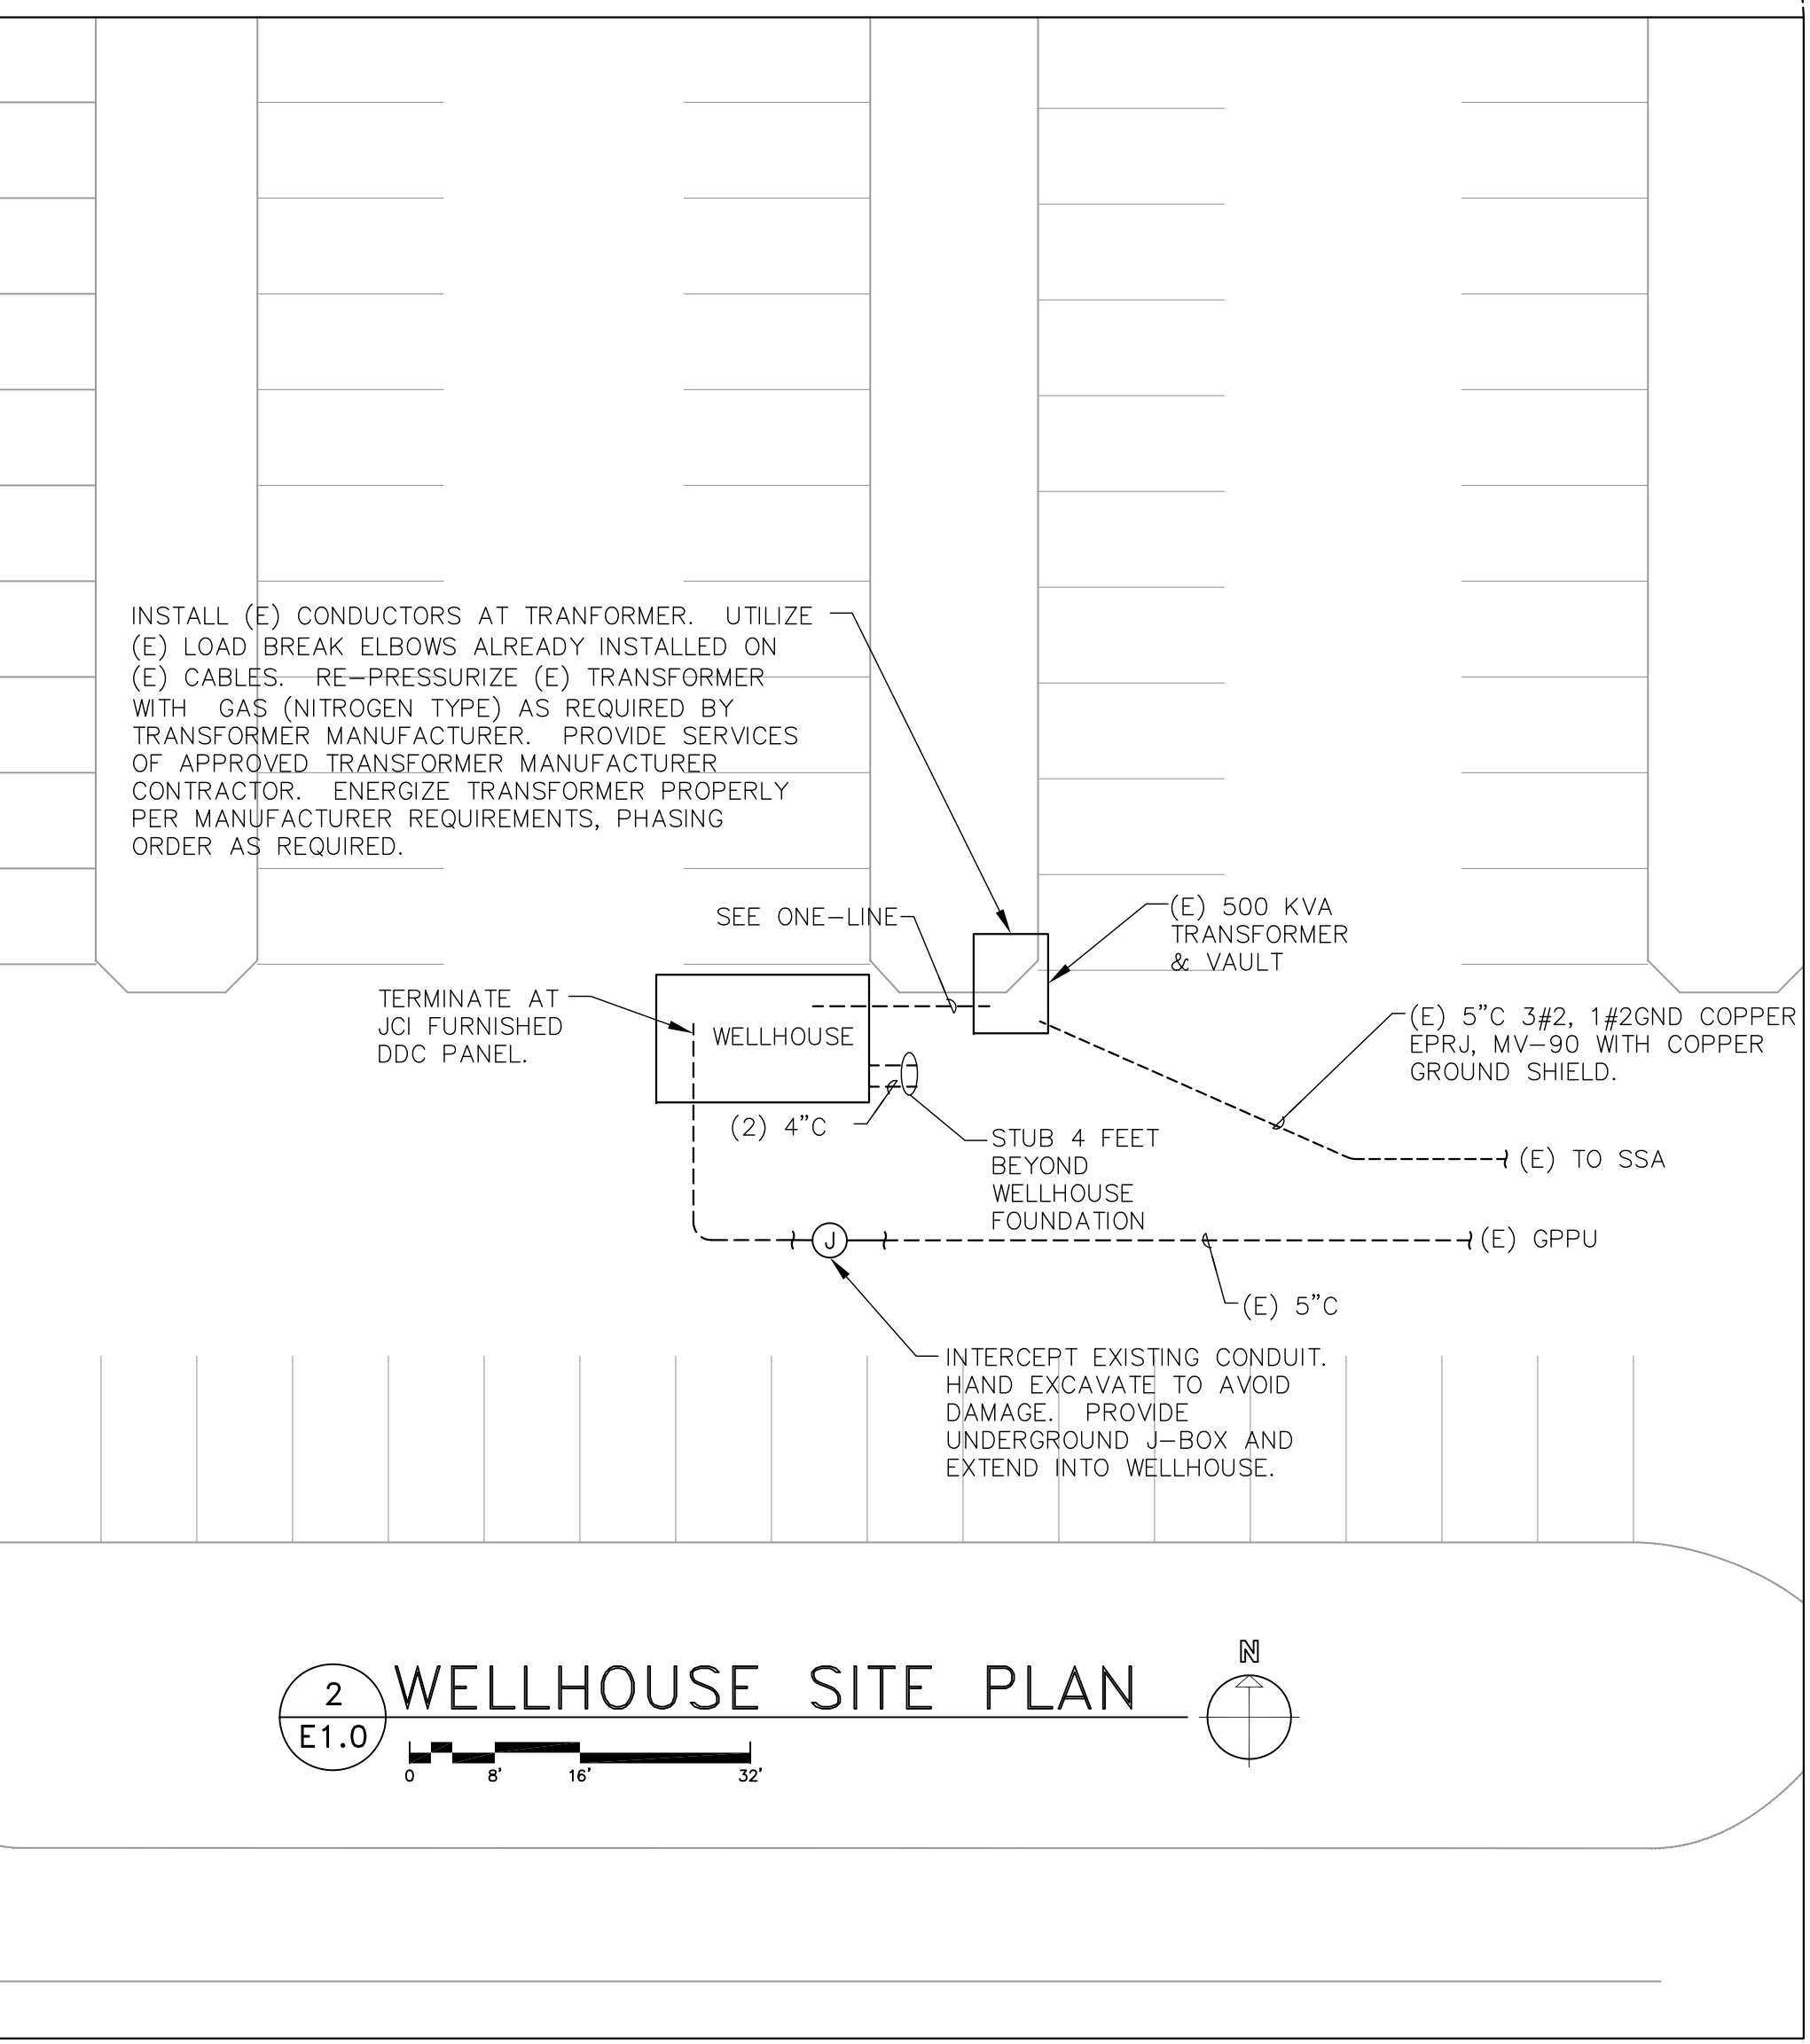 INSTALL (E) CONDUCTORS AT TRANFORMER. UTILIZE
(E) LOAD BREAK ELBOWS ALREADY INSTALLED ON
(E) CABLES. RE-PRESSURIZE (E) TRANSFORMER
WITH GAS (NITROGEN TYPE) AS REQUIRED BY
TRANSFORMER MANUFACTURER. PROVIDE SERVICES
OF APPROVED TRANSFORMER MANUFACTURER
CONTRACTOR. ENERGIZE TRANSFORMER PROPERLY
PER MANUFACTURER REQUIREMENTS, PHASING
ORDER AS REQUIRED.
SEE ONE-LINE
(E) 500 KVA
TRANSFORMER
& VAULT
TERMINATE AT
JCI FURNISHED
DDC PANEL.
WELLHOUSE
(E) 5"C 3#2, 1#2GND COPPER
EPRJ, MV-90 WITH COPPER
GROUND SHIELD.
(2) 4"C
STUB 4 FEET
BEYOND
WELLHOUSE
FOUNDATION
(E) TO SSA
J
(E) GPPU
(E) 5"C
INTERCEPT EXISTING CONDUIT.
HAND EXCAVATE TO AVOID
DAMAGE. PROVIDE
UNDERGROUND J-BOX AND
EXTEND INTO WELLHOUSE.
2
E1.0
WELLHOUSE SITE PLAN
N
0 8' 16' 32'